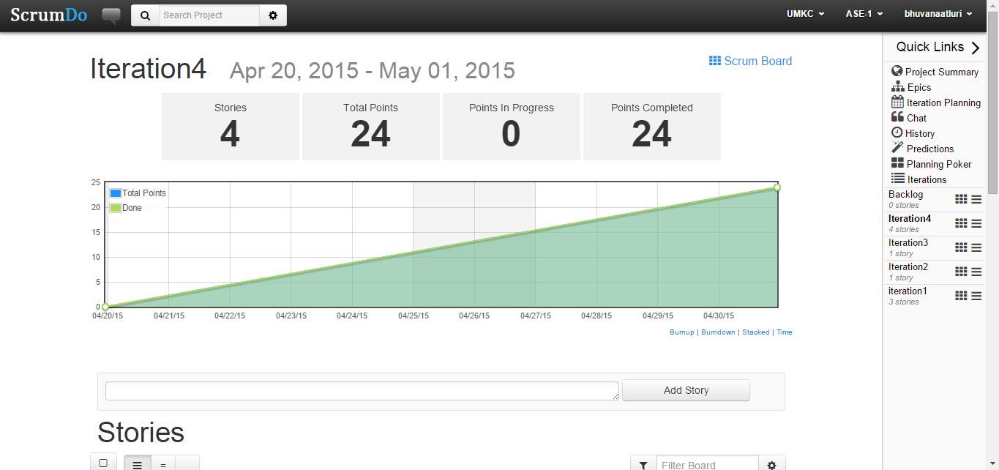 ScrumDo Search Project UMKC ASE-1 bhuvanaatluri
Iteration4 Apr 20, 2015 - May 01, 2015 Scrum Board
Stories Total Points Points In Progress Points Completed
4 24 0 24
25
20
15
10
5
0
Total Points
Done
04/20/15 04/21/15 04/22/15 04/23/15 04/24/15 04/25/15 04/26/15 04/27/15 04/28/15 04/29/15 04/30/15
Burnup | Burndown | Stacked | Time
Add Story
Stories
Filter Board
Quick Links
Project Summary
Epics
Iteration Planning
Chat
History
Predictions
Planning Poker
Iterations
Backlog
0 stories
Iteration4
4 stories
Iteration3
1 story
Iteration2
1 story
iteration1
3 stories